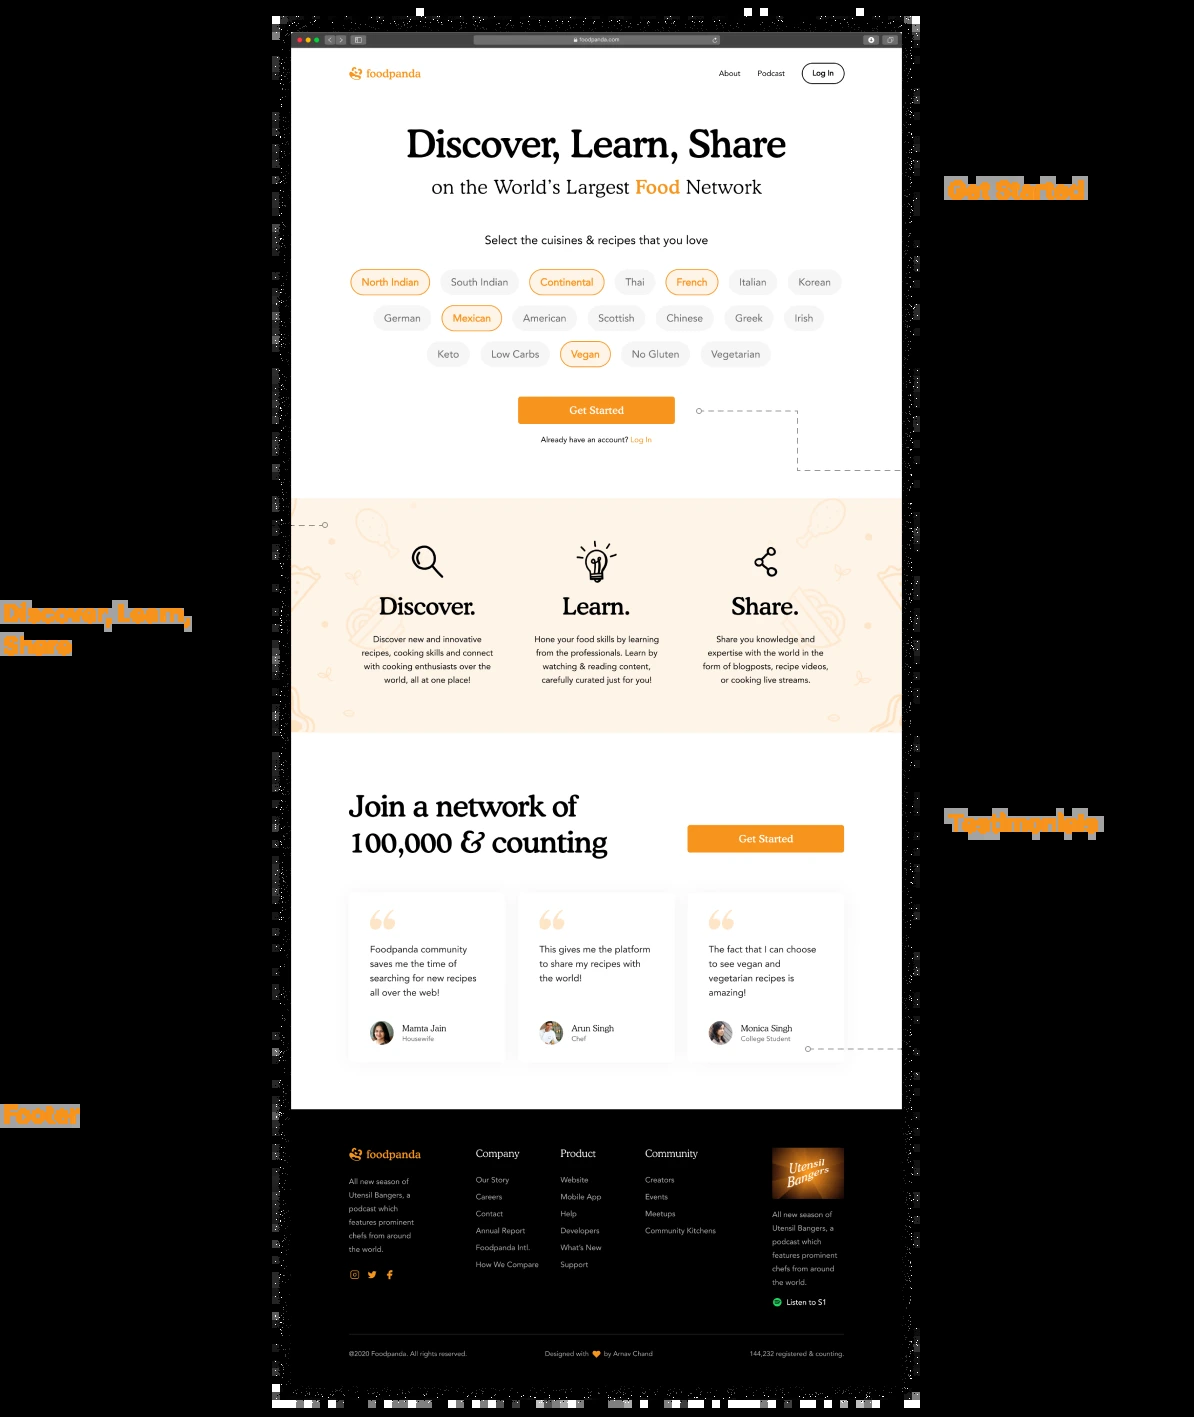 foodpanda.com
foodpanda
About
Podcast
Log In
Discover, Learn, Share
on the World's Largest Food Network
Get Started
Select the cuisines & recipes that you love
North Indian
South Indian
Continental
Thai
French
Italian
Korean
German
Mexican
American
Scottish
Chinese
Greek
Irish
Keto
Low Carbs
Vegan
No Gluten
Vegetarian
Get Started
Already have an account? Log In
Discover, Learn,
Share
Discover.
Discover new and innovative
recipes, cooking skills and connect
with cooking enthusiasts over the
world, all at one place!
Learn.
Hone your food skills by learning
from the professionals. Learn by
watching & reading content,
carefully curated just for you!
Share.
Share you knowledge and
expertise with the world in the
form of blogposts, recipe videos,
or cooking live streams.
Join a network of
100,000 & counting
Get Started
Foodpanda community
saves me the time of
searching for new recipes
all over the web!
Mamta Jain
Housewife
This gives me the platform
to share my recipes with
the world!
Arun Singh
Chef
The fact that I can choose
to see vegan and
vegetarian recipes is
amazing!
Monica Singh
College Student
Footer
foodpanda
All new season of
Utensil Bangers, a
podcast which
features prominent
chefs from around
the world.
Company
Our Story
Careers
Contact
Annual Report
Foodpanda Intl.
How We Compare
Product
Website
Mobile App
Help
Developers
What's New
Support
Community
Creators
Events
Meetups
Community Kitchens
Utensil
Bangers
All new season of
Utensil Bangers, a
podcast which
features prominent
chefs from around
the world.
Listen to S1
@2020 Foodpanda. All rights reserved.
Designed with 🧡 by Arnav Chand
144,232 registered & counting.